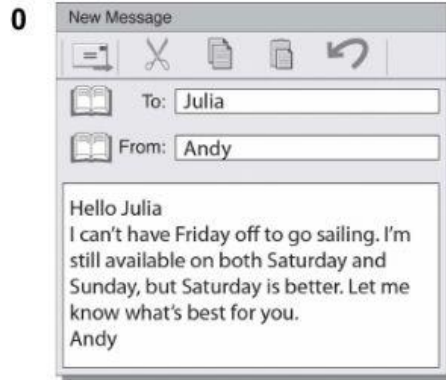 0
New Message
To: Julia
From: Andy
Hello Julia
I can't have Friday off to go sailing. I'm
still available on both Saturday and
Sunday, but Saturday is better. Let me
know what's best for you.
Andy